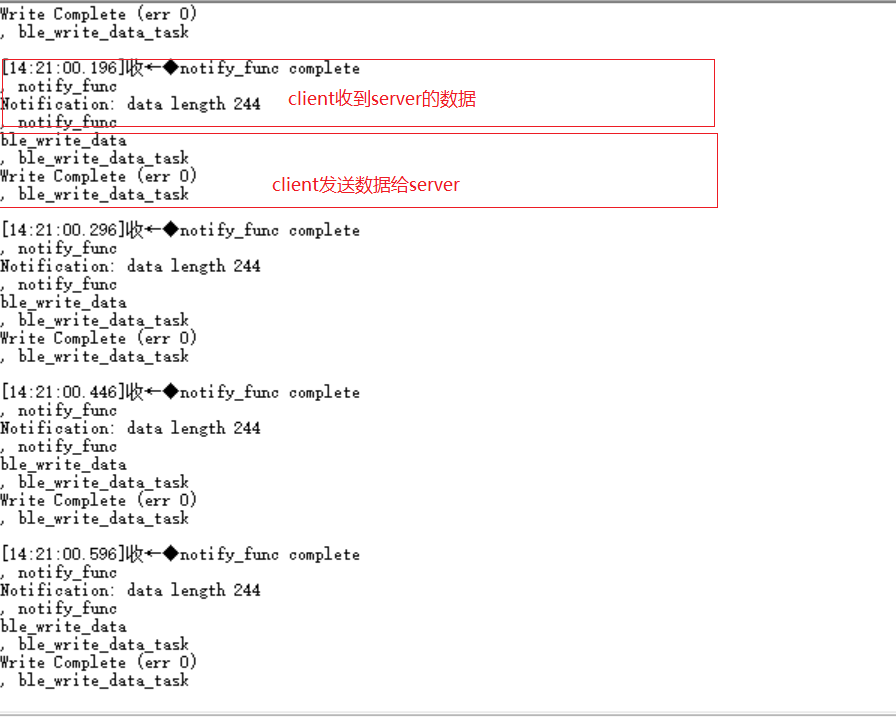 Write Complete (err 0)
, ble_write_data_task
[14:21:00.196]收←◆notify_func complete
, notify_func
Notification: data length 244
client收到server的数据
, notify_func
ble_write_data
, ble_write_data_task
Write Complete (err 0)
client发送数据给server
, ble_write_data_task
[14:21:00.296]收←◆notify_func complete
, notify_func
Notification: data length 244
, notify_func
ble_write_data
, ble_write_data_task
Write Complete (err 0)
, ble_write_data_task
[14:21:00.446]收←◆notify_func complete
, notify_func
Notification: data length 244
, notify_func
ble_write_data
, ble_write_data_task
Write Complete (err 0)
, ble_write_data_task
[14:21:00.596]收←◆notify_func complete
, notify_func
Notification: data length 244
, notify_func
ble_write_data
, ble_write_data_task
Write Complete (err 0)
, ble_write_data_task